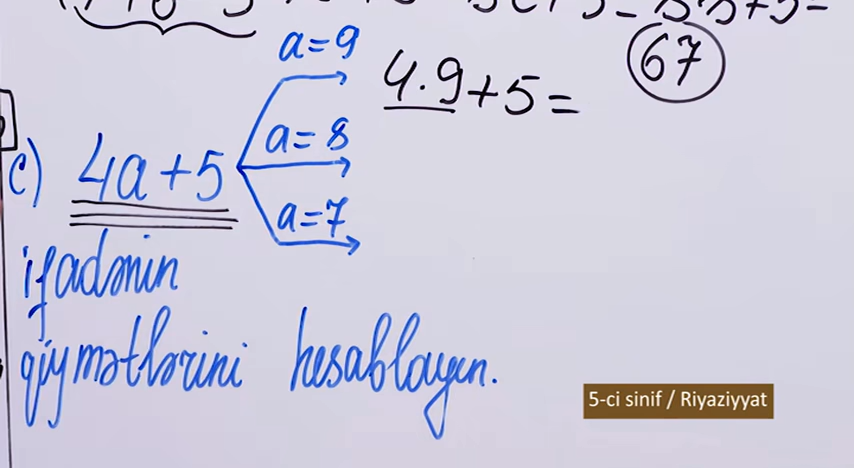 67
a=9
4·9+5=
c) 4a+5
a=8
a=7
ifadənin
qiymətlərini hesablayın.
5-ci sinif / Riyaziyyat